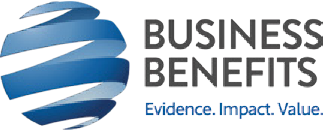 BUSINESS
BENEFITS
Evidence. Impact. Value.